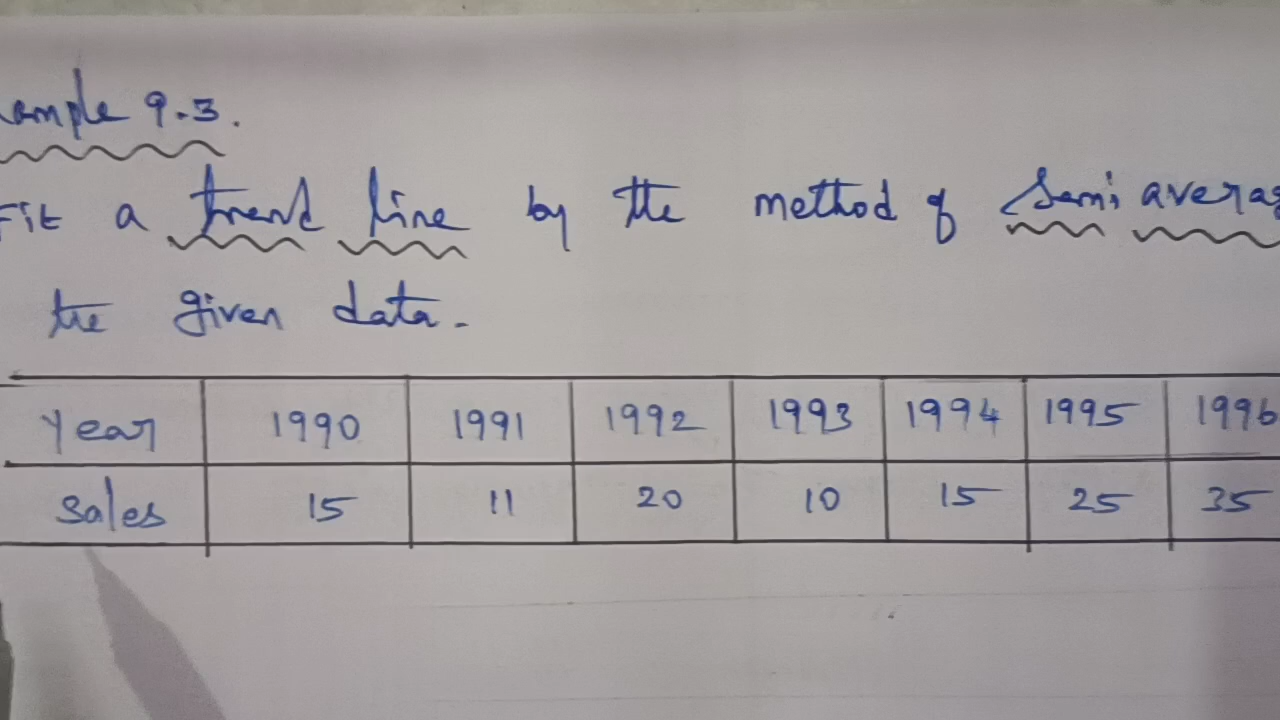 ample 9.3.
Fit a trend line by the method of Semi averag
the given data.
Year 1990 1991 1992 1993 1994 1995 1996
Sales 15 11 20 10 15 25 35